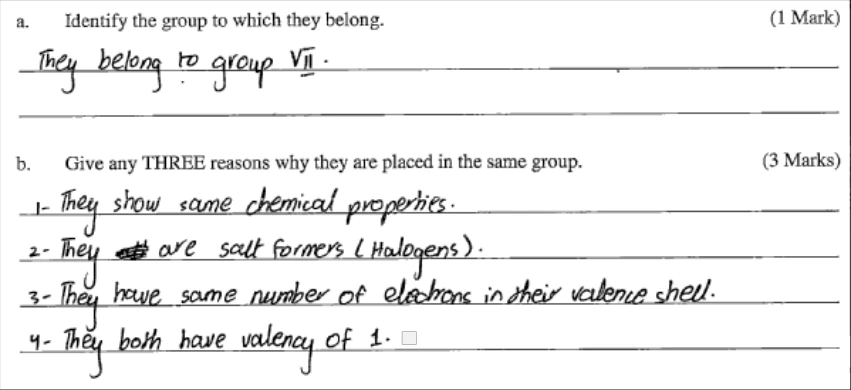 a. Identify the group to which they belong. (1 Mark)
They belong to group VII.
b. Give any THREE reasons why they are placed in the same group. (3 Marks)
1- They show same chemical properties.
2- They are salt formers (Halogens).
3- They have same number of electrons in their valence shell.
4- They both have valency of 1.